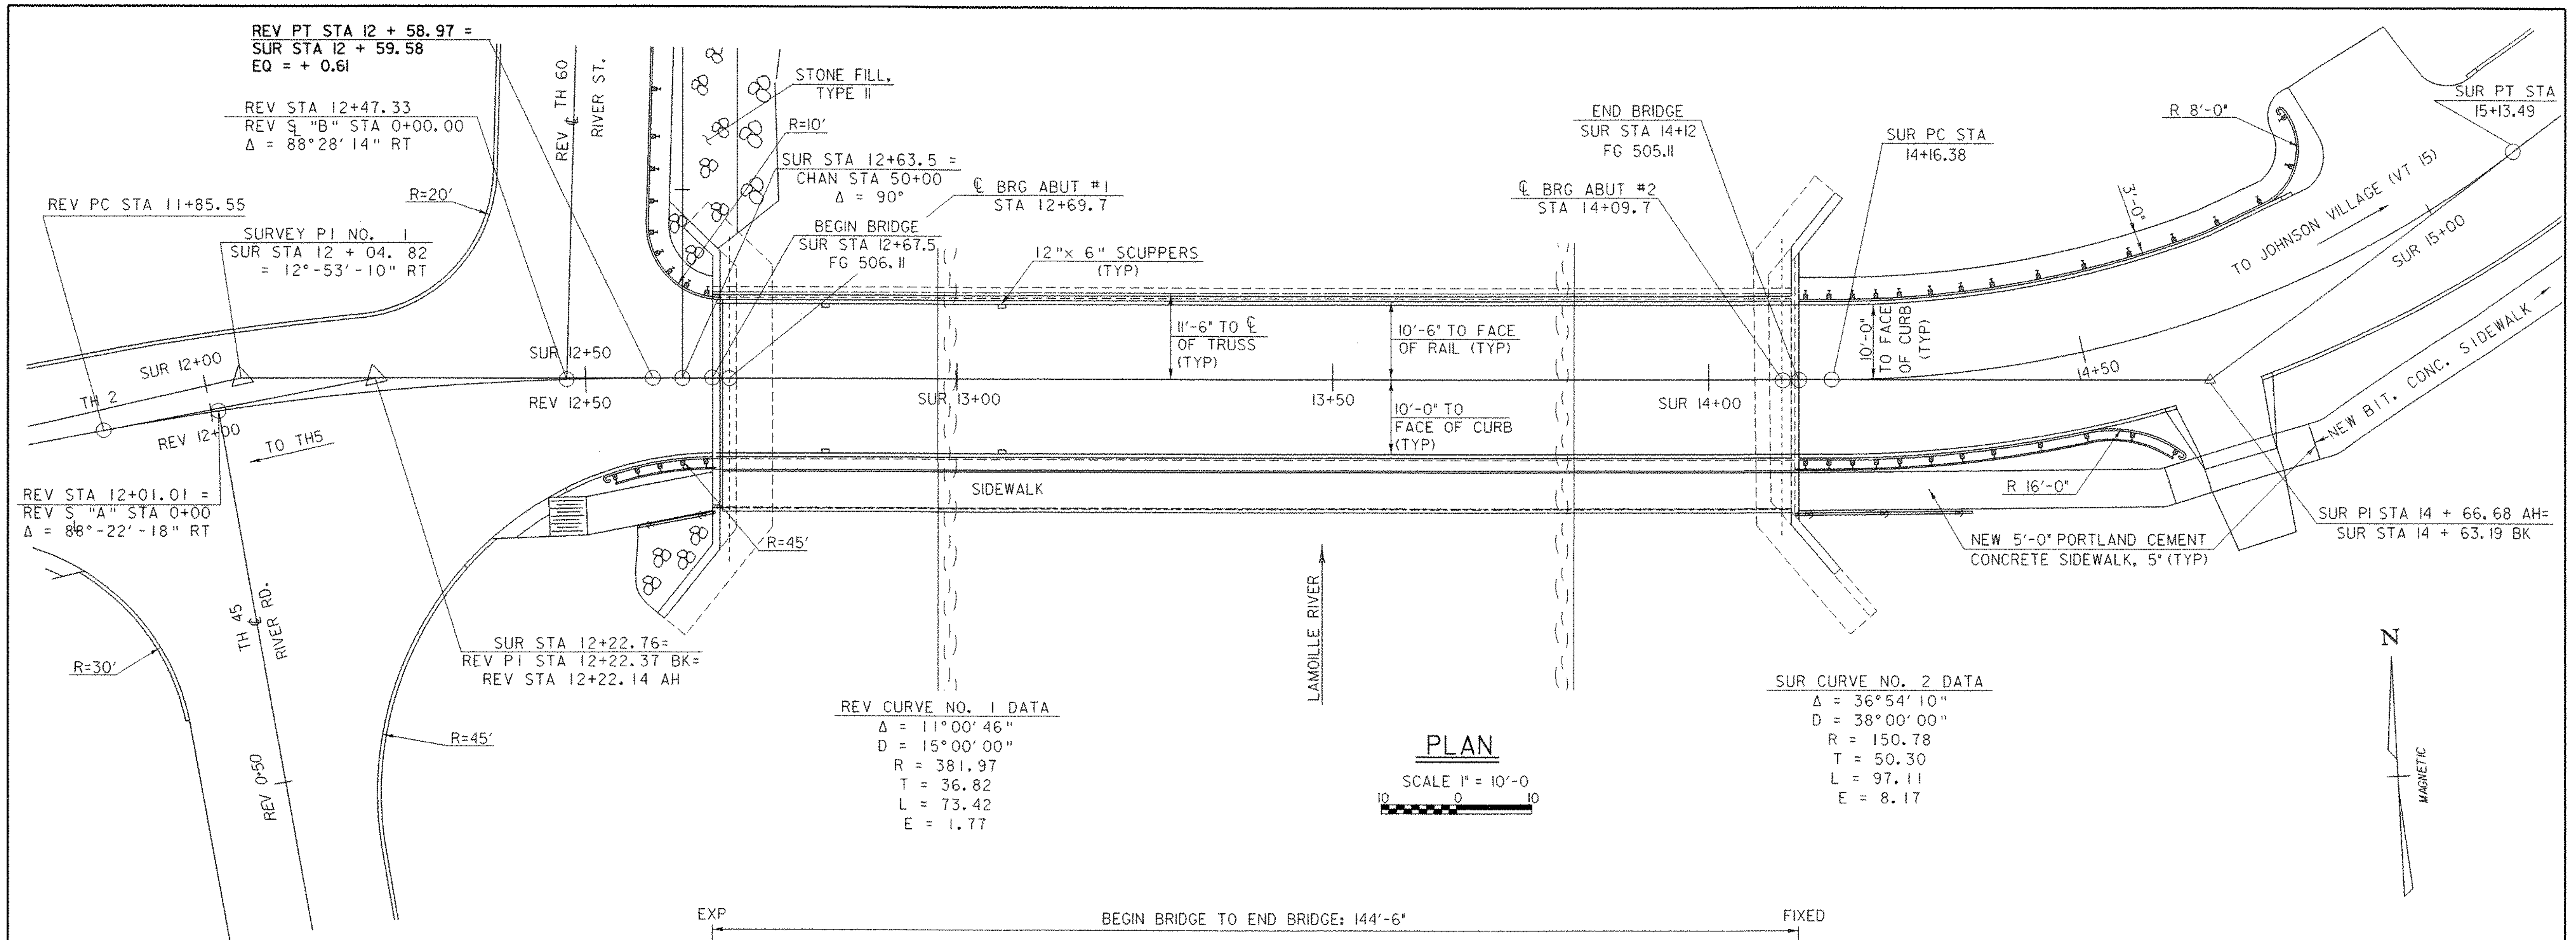 REV PT STA 12 + 58.97 =
SUR STA 12 + 59.58
EQ = + 0.61
REV STA 12+47.33
REV S̲L "B" STA 0+00.00
Δ = 88°28'14" RT
REV PC STA 11+85.55
SURVEY PI NO. 1
SUR STA 12 + 04.82
= 12°-53'-10" RT
R=20'
REV ℄ TH 60
RIVER ST.
STONE FILL,
TYPE II
R=10'
SUR STA 12+63.5 =
CHAN STA 50+00
Δ = 90°
℄ BRG ABUT #1
STA 12+69.7
BEGIN BRIDGE
SUR STA 12+67.5
FG 506.11
12"x 6" SCUPPERS
(TYP)
END BRIDGE
SUR STA 14+12
FG 505.11
℄ BRG ABUT #2
STA 14+09.7
SUR PC STA
14+16.38
R 8'-0"
SUR PT STA
15+13.49
3'-0"
TO JOHNSON VILLAGE (VT 15)
SUR 15+00
11'-6" TO ℄
OF TRUSS
(TYP)
10'-6" TO FACE
OF RAIL (TYP)
10'-0"
TO FACE
OF CURB
(TYP)
TH 2
SUR 12+00
SUR 12+50
REV 12+00
REV 12+50
SUR 13+00
13+50
SUR 14+00
14+50
TO TH5
10'-0" TO
FACE OF CURB
(TYP)
NEW BIT. CONC. SIDEWALK
REV STA 12+01.01 =
REV S "A" STA 0+00
Δ = 88°-22'-18" RT
SIDEWALK
R 16'-0"
SUR PI STA 14 + 66.68 AH=
SUR STA 14 + 63.19 BK
R=45'
NEW 5'-0" PORTLAND CEMENT
CONCRETE SIDEWALK, 5" (TYP)
TH 45
℄
RIVER RD.
SUR STA 12+22.76=
REV PI STA 12+22.37 BK=
REV STA 12+22.14 AH
R=30'
LAMOILLE RIVER
N
MAGNETIC
REV 0+50
R=45'
REV CURVE NO. 1 DATA
Δ = 11°00'46"
D = 15°00'00"
R = 381.97
T = 36.82
L = 73.42
E = 1.77
PLAN
SCALE 1" = 10'-0
10 0 10
SUR CURVE NO. 2 DATA
Δ = 36°54'10"
D = 38°00'00"
R = 150.78
T = 50.30
L = 97.11
E = 8.17
EXP
BEGIN BRIDGE TO END BRIDGE: 144'-6"
FIXED